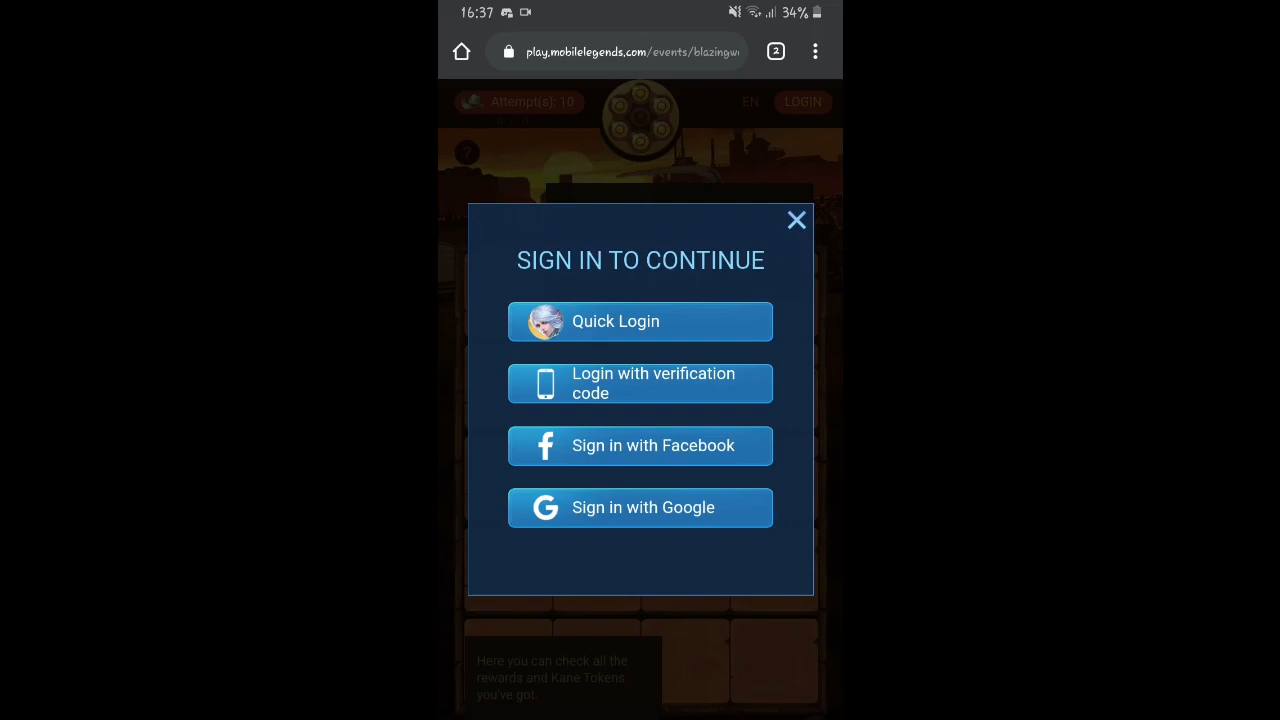 16:37
34%
play.mobilelegends.com/events/blazingw
2
Attempt(s): 10
EN
LOGIN
?
SIGN IN TO CONTINUE
Quick Login
Login with verification
code
Sign in with Facebook
Sign in with Google
Here you can check all the
rewards and Kane Tokens
you've got.